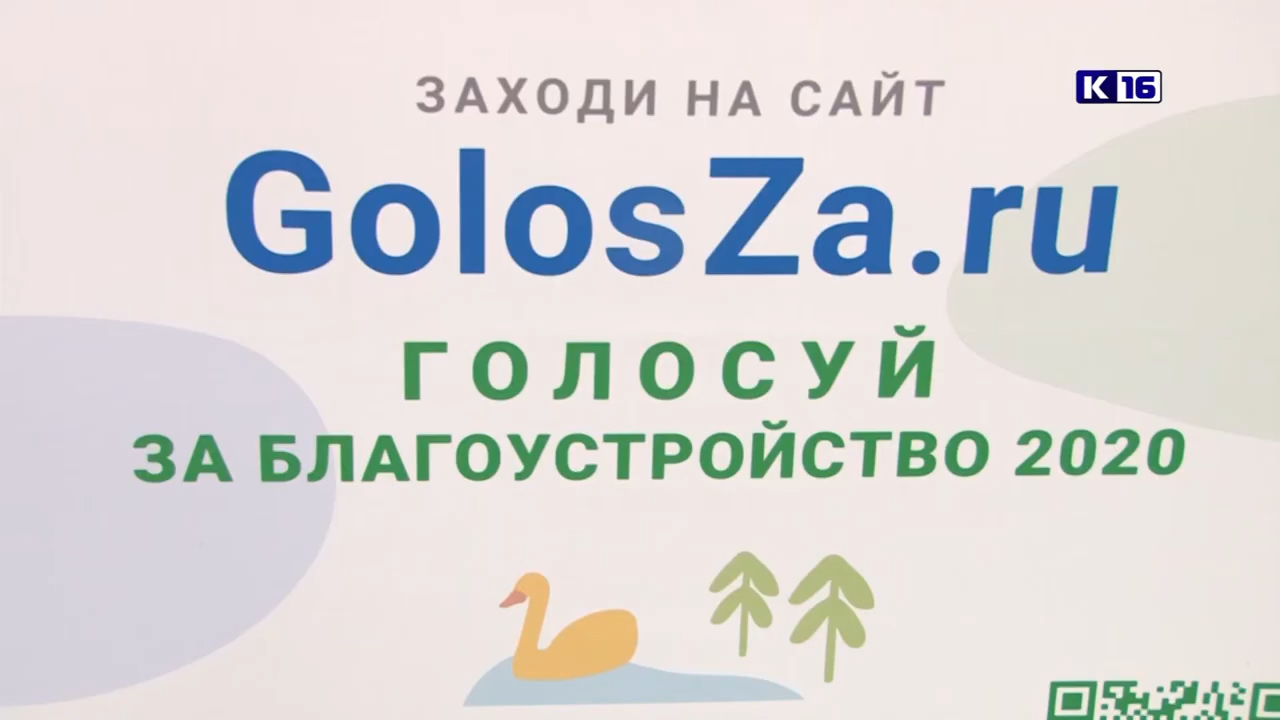 K 16
ЗАХОДИ НА САЙТ
GolosZa.ru
ГОЛОСУЙ
ЗА БЛАГОУСТРОЙСТВО 2020